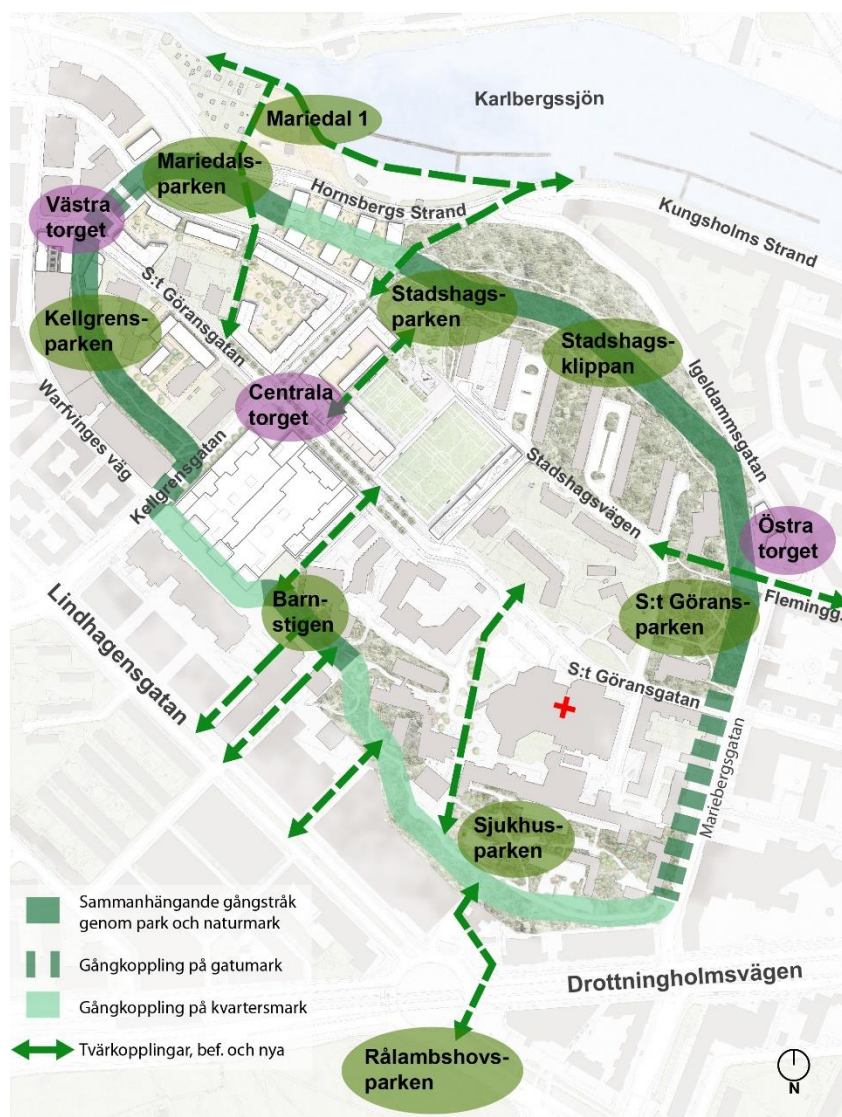 Karlbergssjön
Mariedal 1
Mariedals-
parken
Hornsbergs Strand
Kungsholms Strand
Västra
torget
S:t Göransgatan
Stadshags-
parken
Stadshags-
klippan
Kellgrens-
parken
Igeldammsgatan
Centrala
torget
Warfvinges väg
Kellgrensgatan
Stadshagsvägen
Östra
torget
Flemingg.
Barn-
stigen
S:t Görans-
parken
Lindhagensgatan
S:t Göransgatan
Mariebergsgatan
Sjukhus-
parken
Sammanhängande gångstråk
genom park och naturmark
Gångkoppling på gatumark
Gångkoppling på kvartersmark
Tvärkopplingar, bef. och nya
Drottningholmsvägen
Rålambshovs-
parken
N